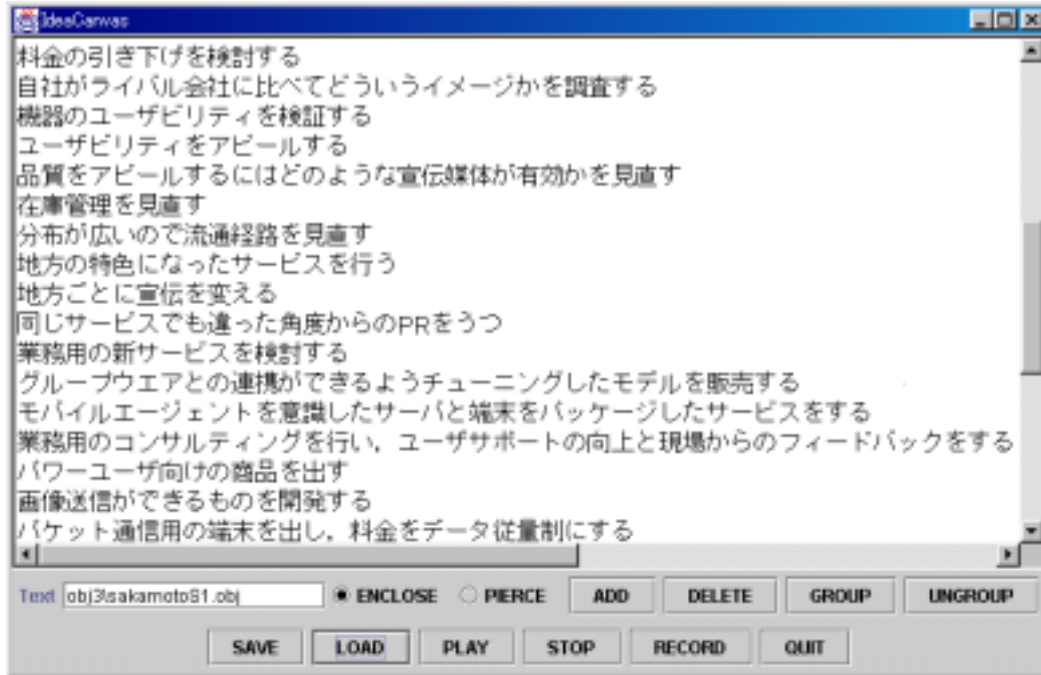 IdeaCanvas
料金の引き下げを検討する
自社がライバル会社に比べてどういうイメージかを調査する
機器のユーザビリティを検証する
ユーザビリティをアピールする
品質をアピールするにはどのような宣伝媒体が有効かを見直す
在庫管理を見直す
分布が広いので流通経路を見直す
地方の特色になったサービスを行う
地方ごとに宣伝を変える
同じサービスでも違った角度からのPRをうつ
業務用の新サービスを検討する
グループウエアとの連携ができるようチューニングしたモデルを販売する
モバイルエージェントを意識したサーバと端末をパッケージしたサービスをする
業務用のコンサルティングを行い，ユーザサポートの向上と現場からのフィードバックをする
パワーユーザ向けの商品を出す
画像送信ができるものを開発する
パケット通信用の端末を出し，料金をデータ従量制にする
Text obj3\sakamotoS1.obj ENCLOSE PIERCE ADD DELETE GROUP UNGROUP
SAVE LOAD PLAY STOP RECORD QUIT